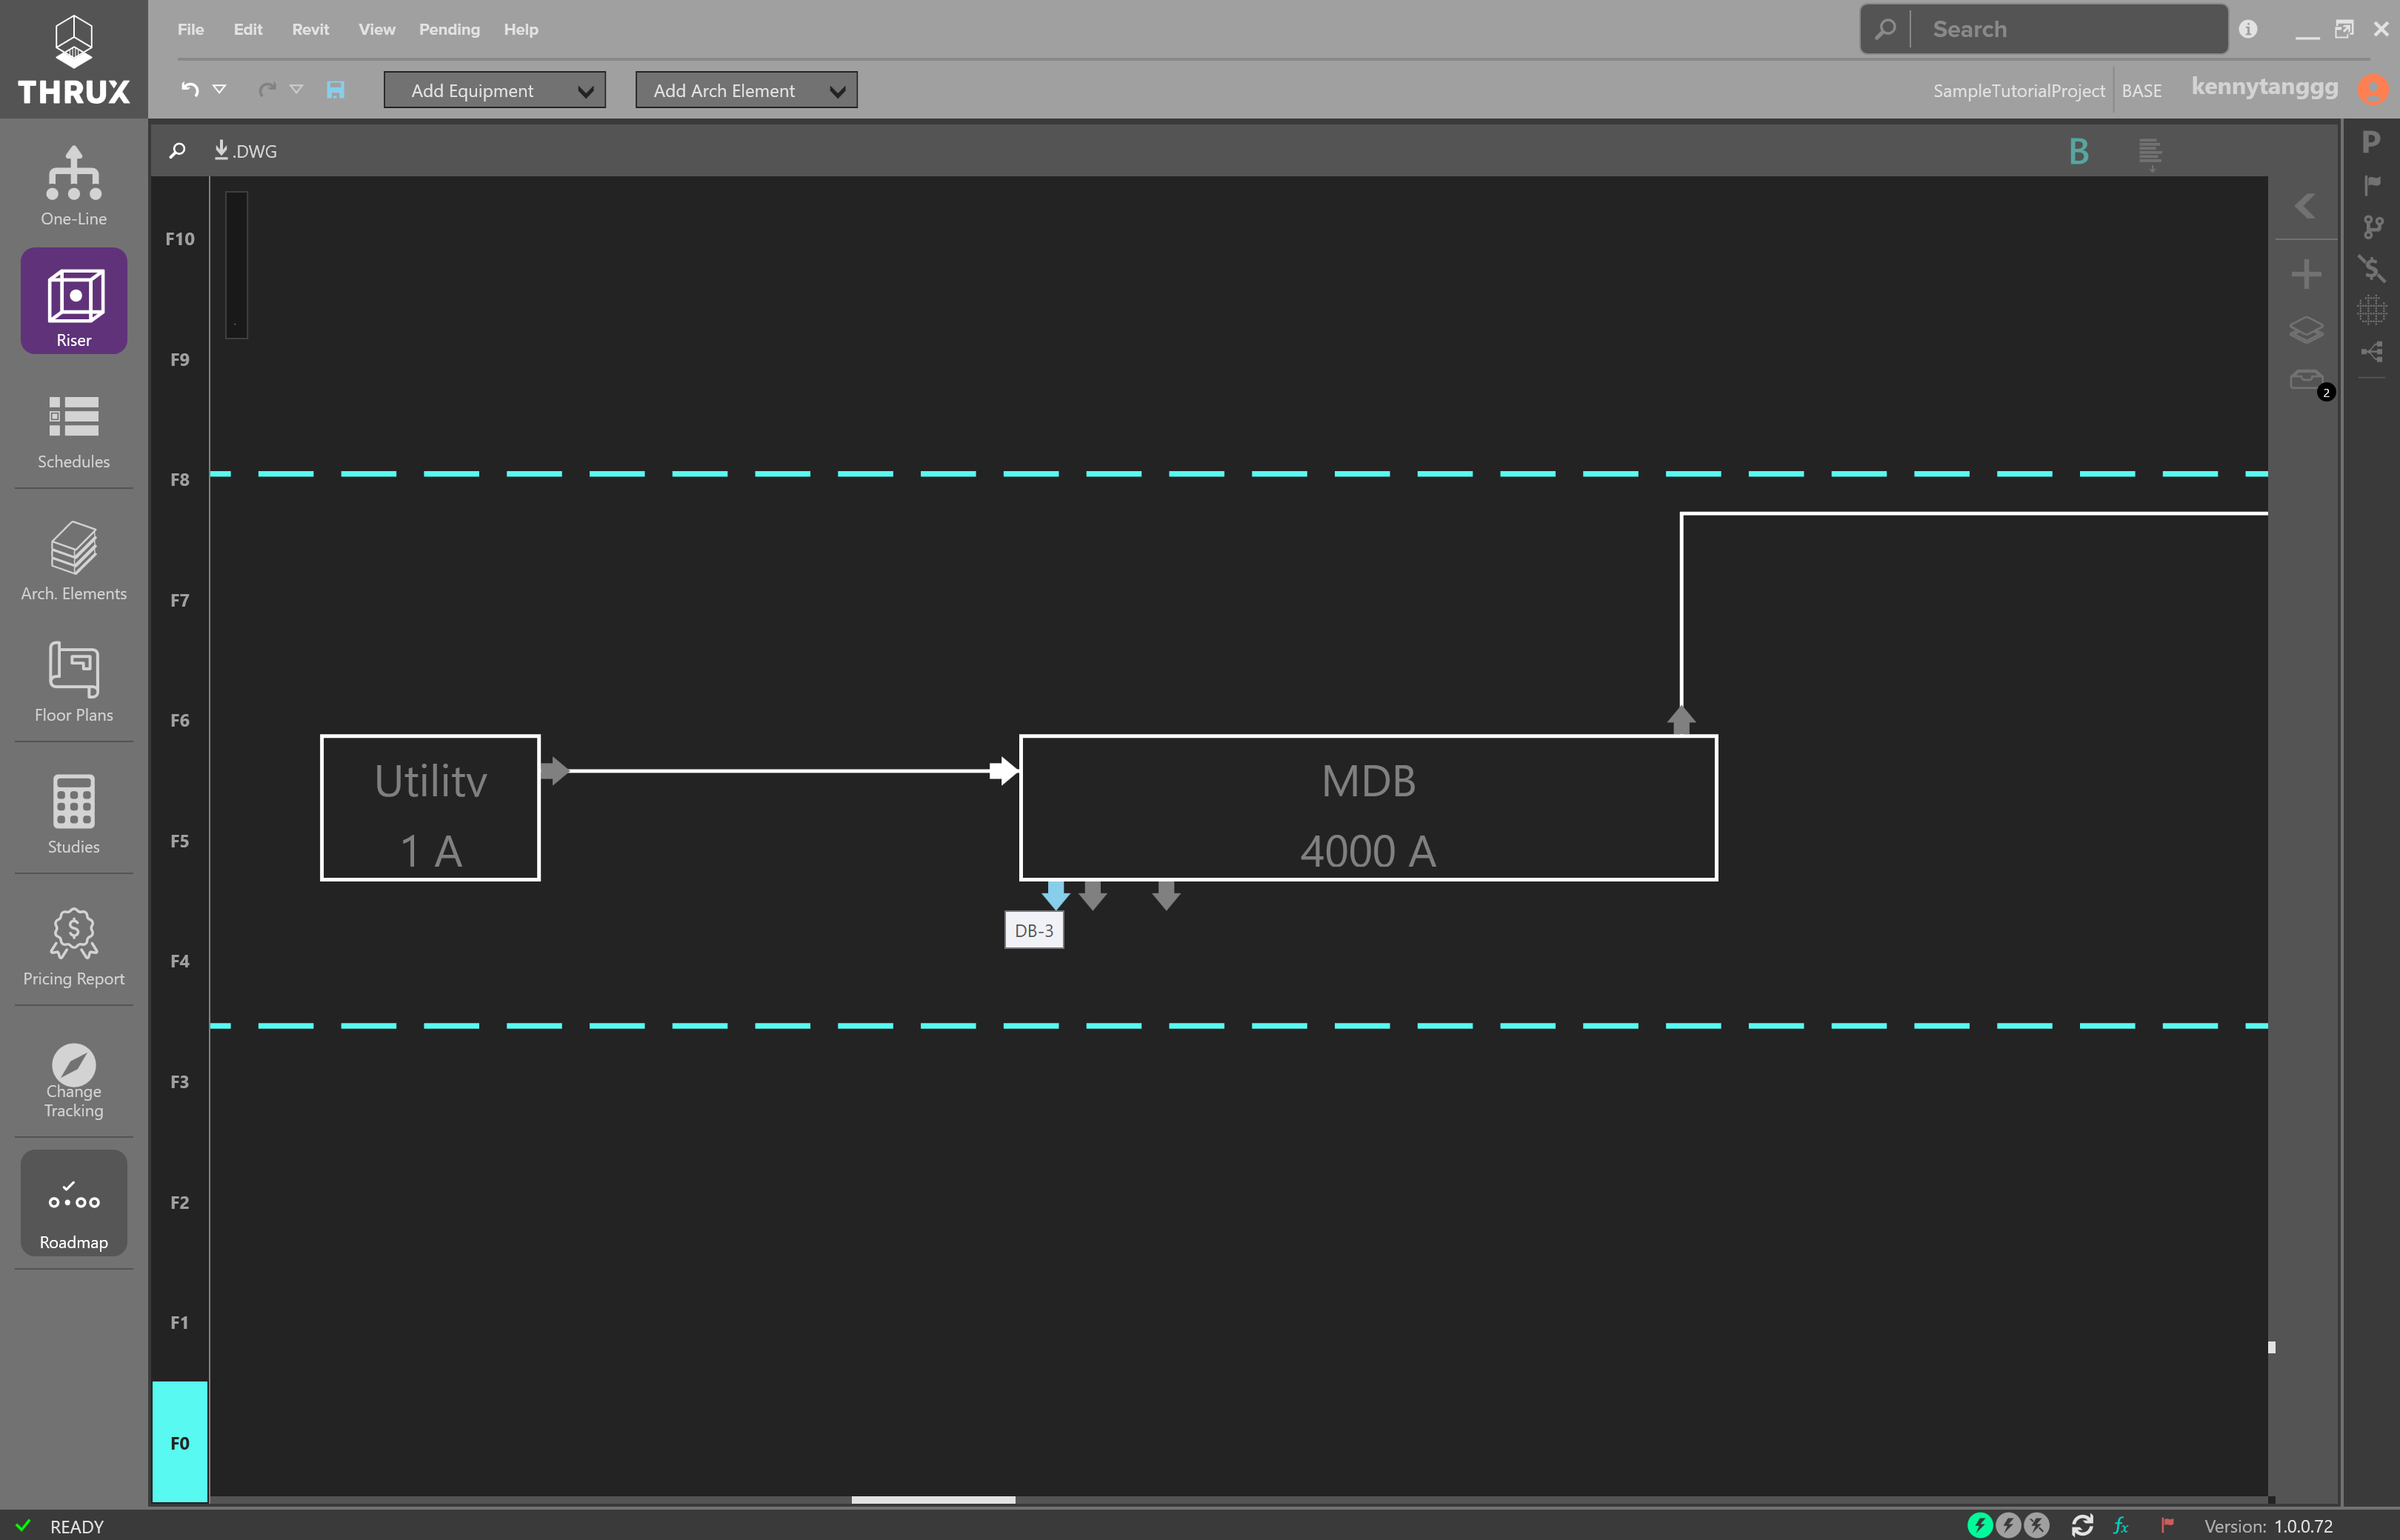 THRUX
File Edit Revit View Pending Help
Search
Add Equipment
Add Arch Element
SampleTutorialProject BASE kennytanggg
.DWG
B
P
One-Line
Riser
Schedules
Arch. Elements
Floor Plans
Studies
Pricing Report
Change
Tracking
Roadmap
F10
F9
F8
F7
F6
F5
F4
F3
F2
F1
F0
2
Utility
1 A
MDB
4000 A
DB-3
READY
fx
Version: 1.0.0.72